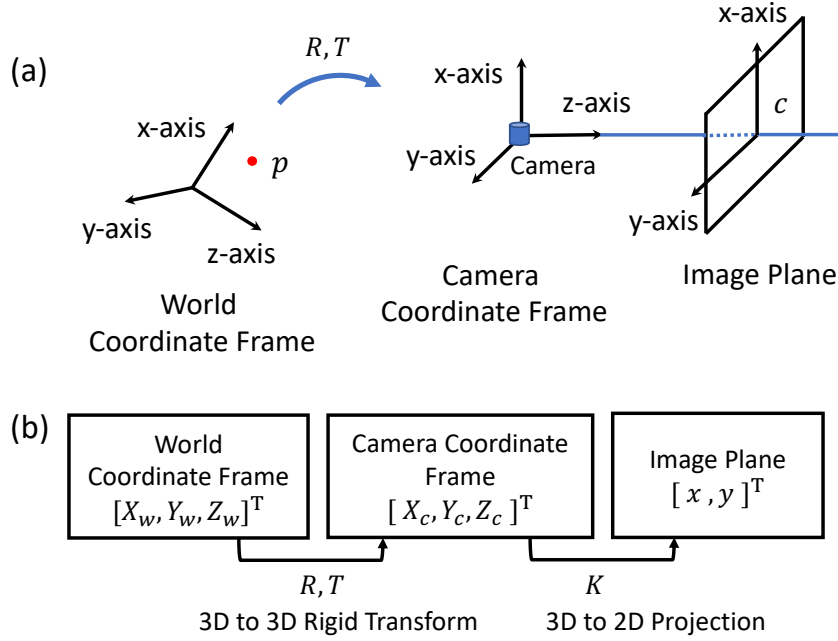 (a)
R, T
x-axis
p
y-axis
z-axis
World
Coordinate Frame
x-axis
z-axis
y-axis
Camera
Camera
Coordinate Frame
x-axis
c
y-axis
Image Plane
(b)
World
Coordinate Frame
[X_w, Y_w, Z_w]^T
Camera Coordinate
Frame
[ X_c, Y_c, Z_c ]^T
Image Plane
[ x , y ]^T
R, T
3D to 3D Rigid Transform
K
3D to 2D Projection